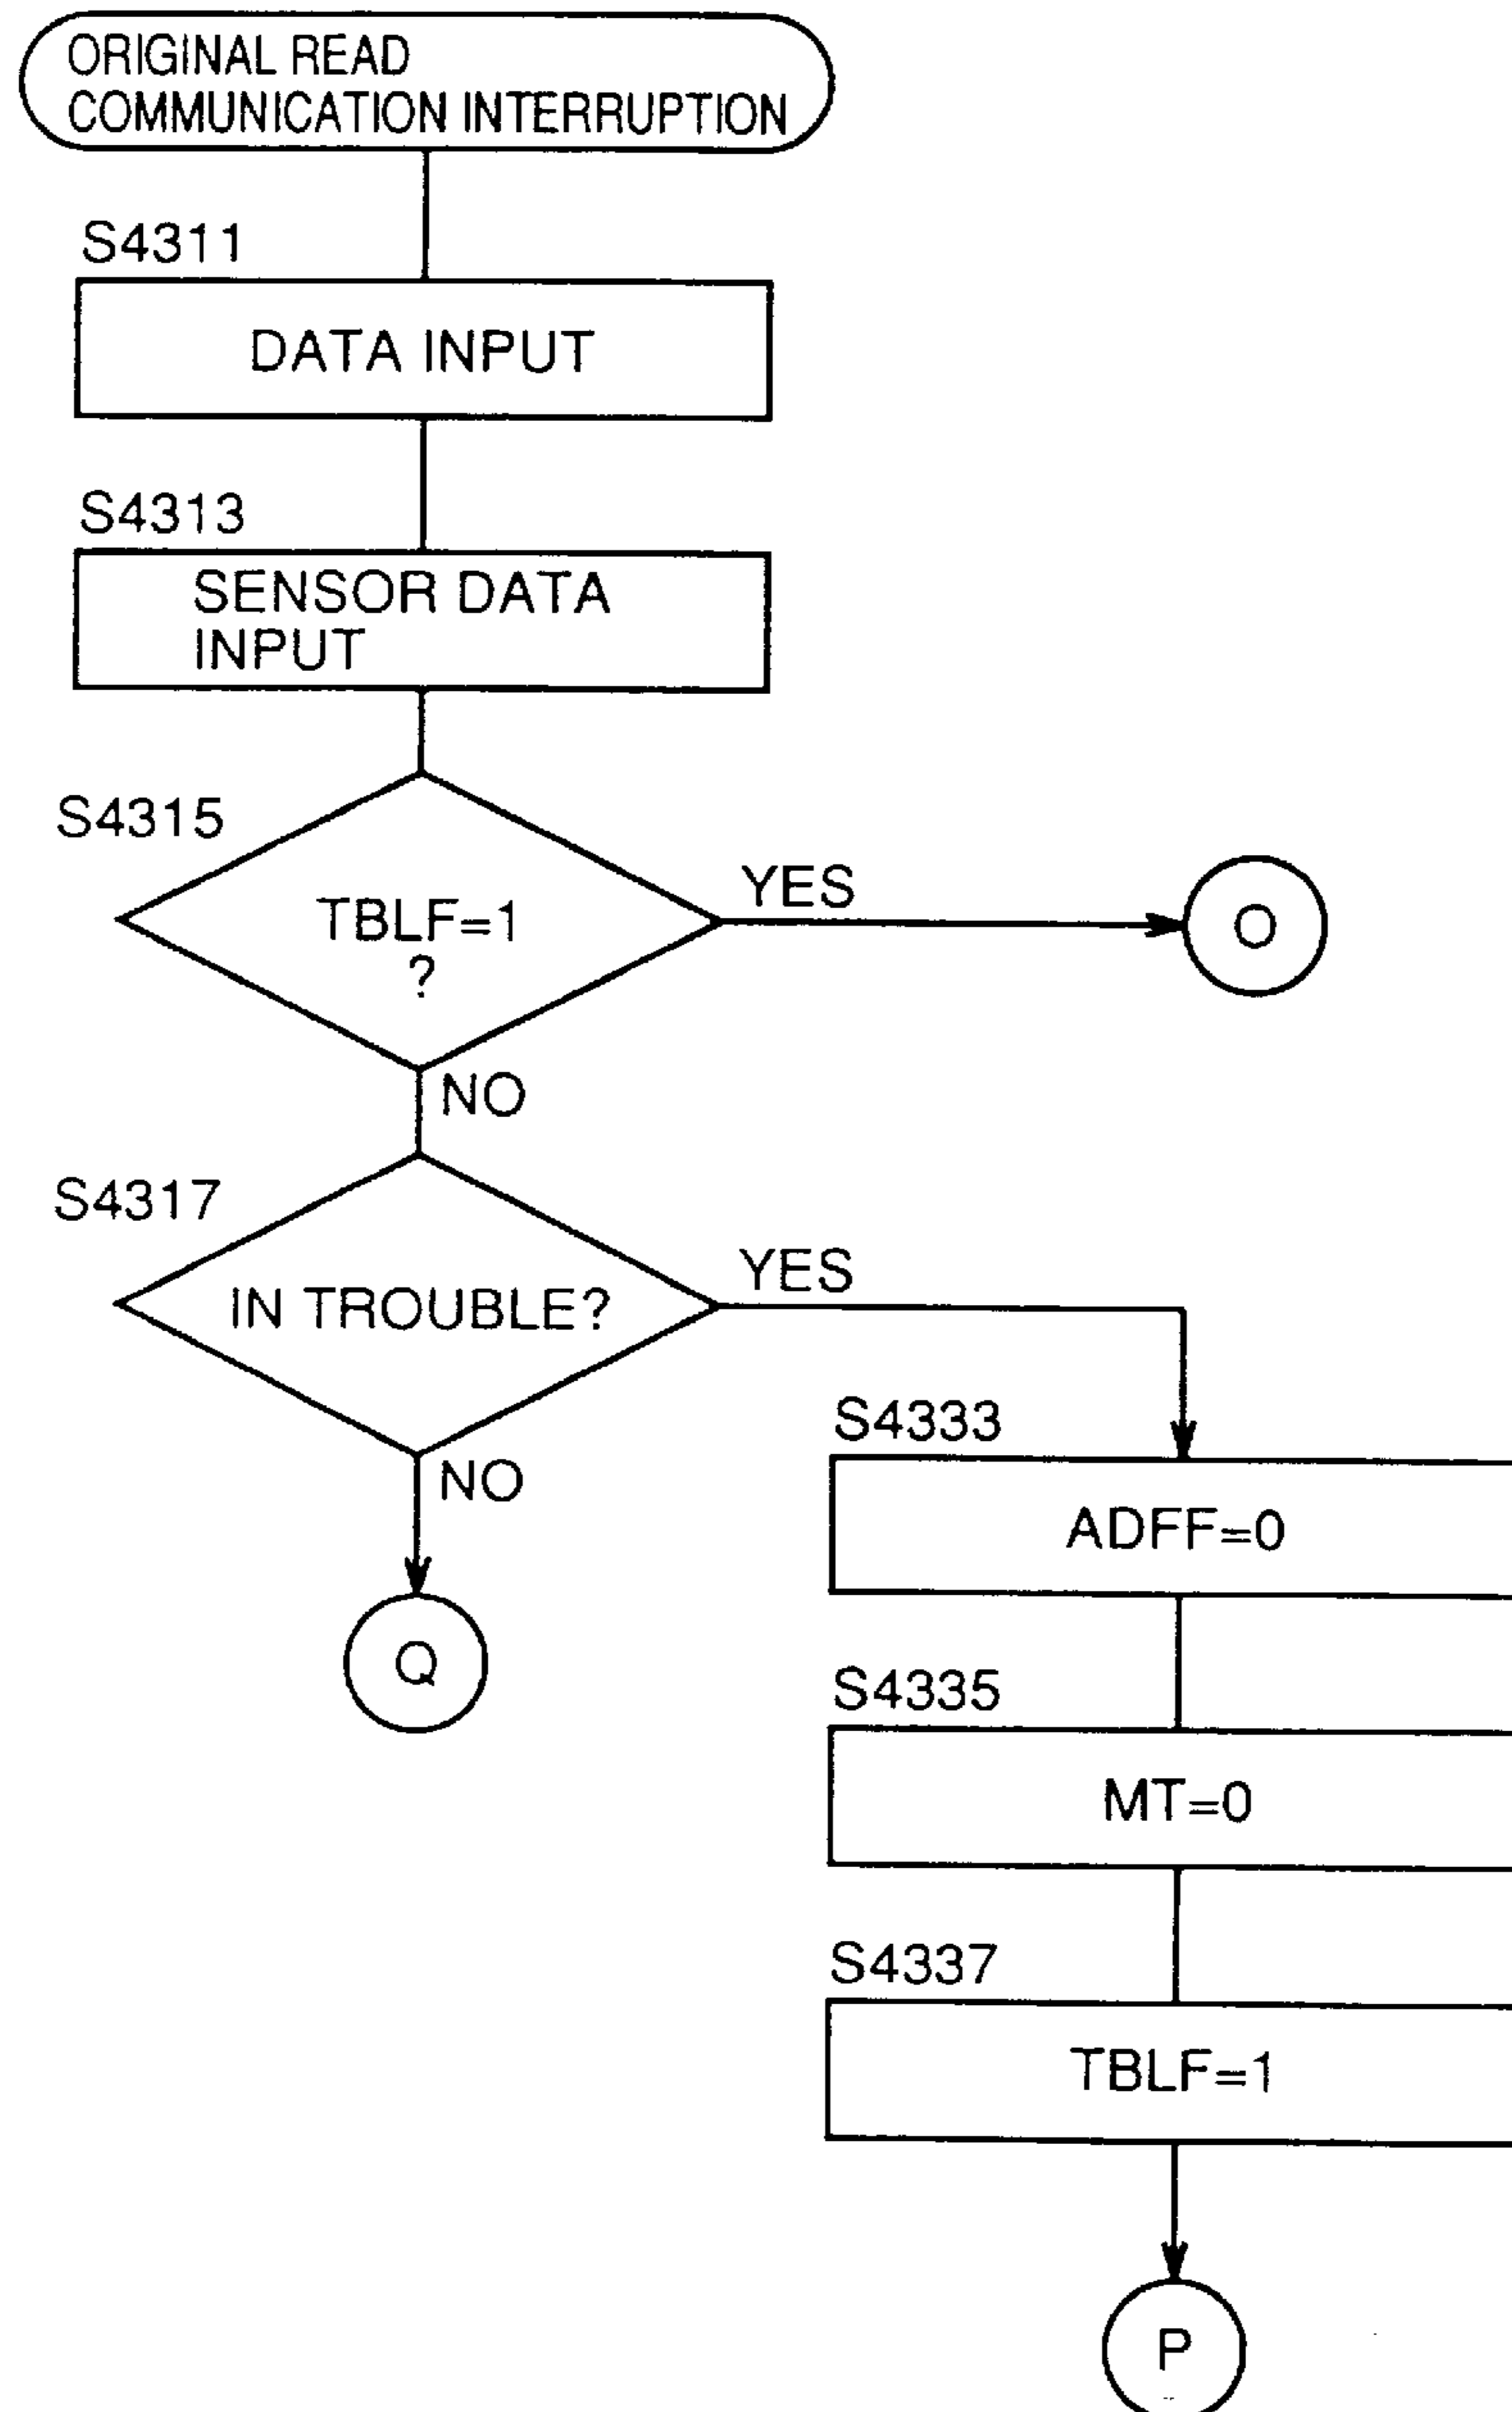 ORIGINAL READ
COMMUNICATION INTERRUPTION
S4311
DATA INPUT
S4313
SENSOR DATA
INPUT
S4315
TBLF=1
?
YES
O
NO
S4317
IN TROUBLE?
YES
NO
Q
S4333
ADFF=0
S4335
MT=0
S4337
TBLF=1
P